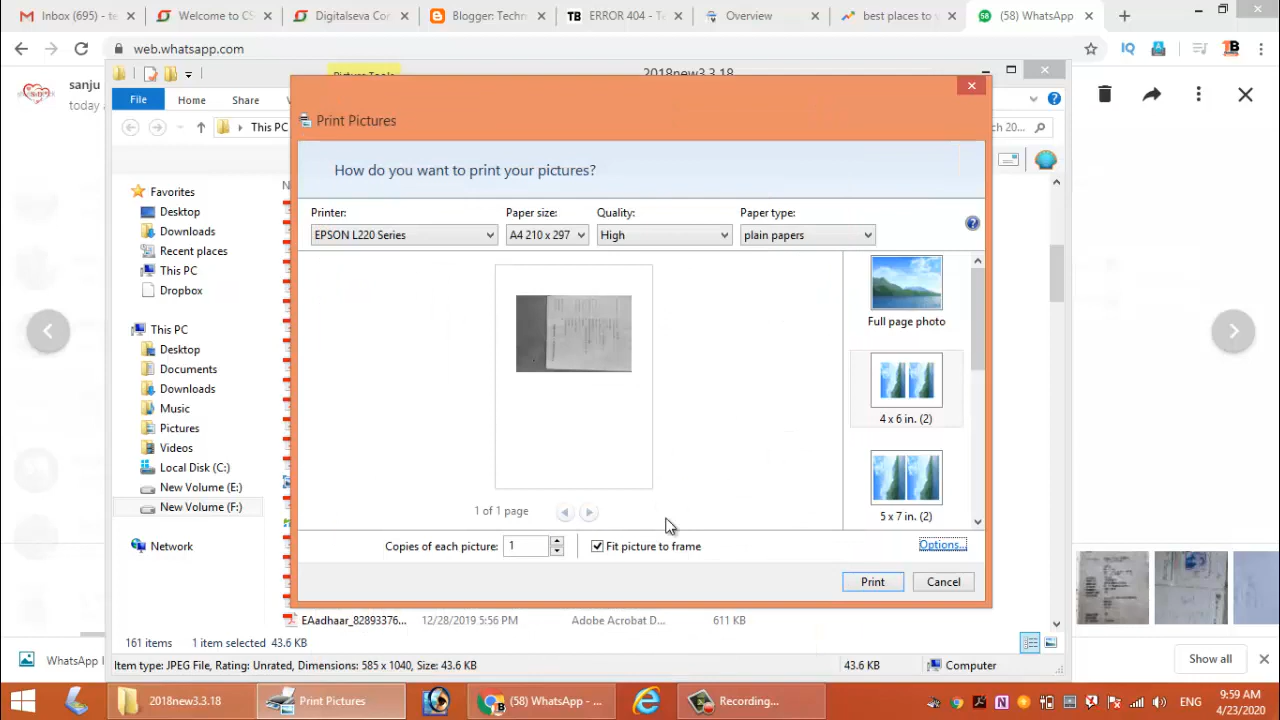 Inbox (695) - te
Welcome to CS
Digitalseva Co
Blogger: Techn
ERROR 404 - Te
Overview
best places to
(58) WhatsApp
web.whatsapp.com
IQ
sanju
today
Picture Tools
2018new3.3.18
File
Home
Share
This PC
ch 20...
Favorites
Desktop
Downloads
Recent places
This PC
Dropbox
This PC
Desktop
Documents
Downloads
Music
Pictures
Videos
Local Disk (C:)
New Volume (E:)
New Volume (F:)
Network
Print Pictures
How do you want to print your pictures?
Printer:
Paper size:
Quality:
Paper type:
EPSON L220 Series
A4 210 x 297
High
plain papers
Full page photo
4 x 6 in. (2)
5 x 7 in. (2)
1 of 1 page
Copies of each picture:
1
Fit picture to frame
Options...
Print
Cancel
EAadhaar_82893376...
12/28/2019 5:56 PM
Adobe Acrobat D...
611 KB
161 items
1 item selected 43.6 KB
Item type: JPEG File, Rating: Unrated, Dimensions: 585 x 1040, Size: 43.6 KB
43.6 KB
Computer
WhatsApp
Show all
2018new3.3.18
Print Pictures
(58) WhatsApp - ...
Recording...
ENG
9:59 AM
4/23/2020